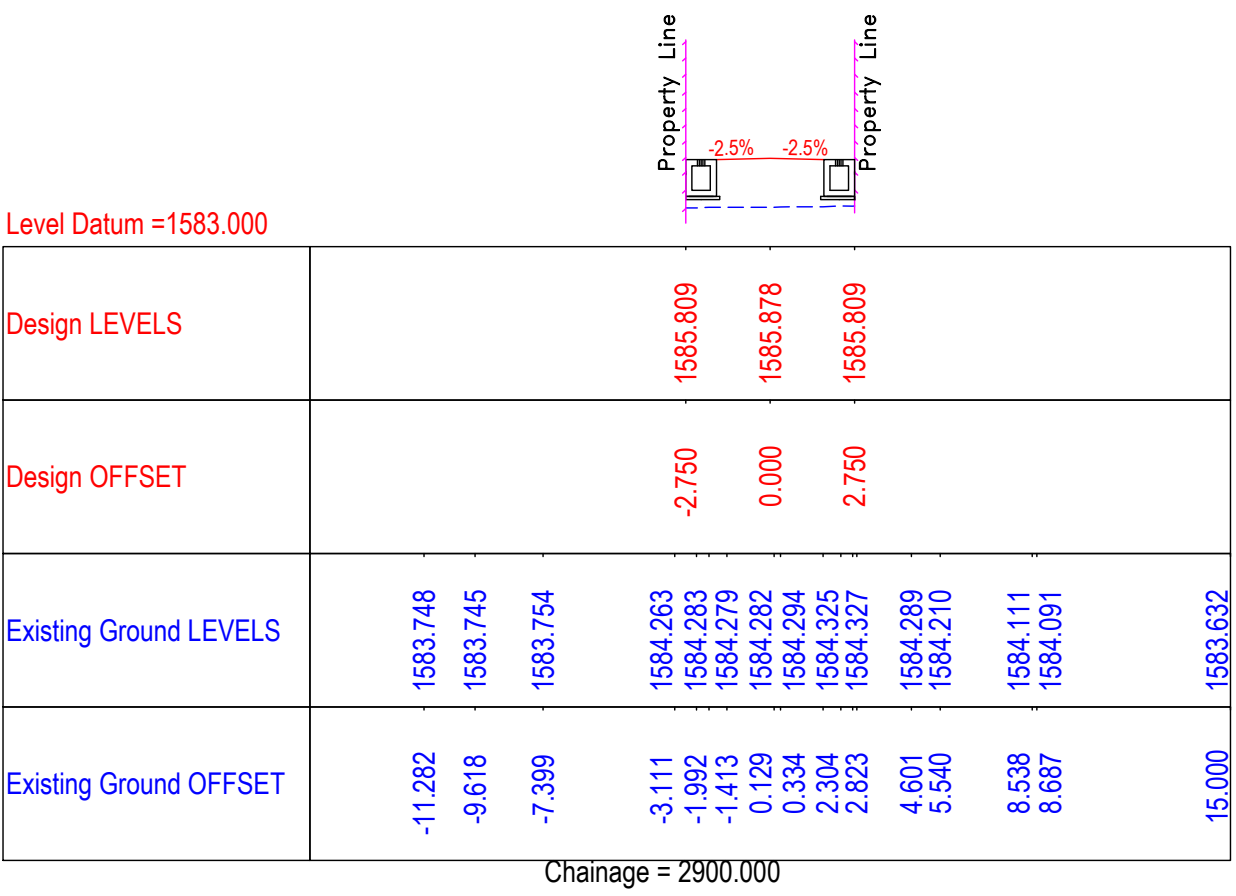 Property Line
Property Line
-2.5% -2.5%
Level Datum =1583.000
Design LEVELS 1585.809 1585.878 1585.809
Design OFFSET -2.750 0.000 2.750
Existing Ground LEVELS 1583.748 1583.745 1583.754 1584.263 1584.283 1584.279 1584.282 1584.294 1584.325 1584.327 1584.289 1584.210 1584.111 1584.091 1583.632
Existing Ground OFFSET -11.282 -9.618 -7.399 -3.111 -1.992 -1.413 0.129 0.334 2.304 2.823 4.601 5.540 8.538 8.687 15.000
Chainage = 2900.000